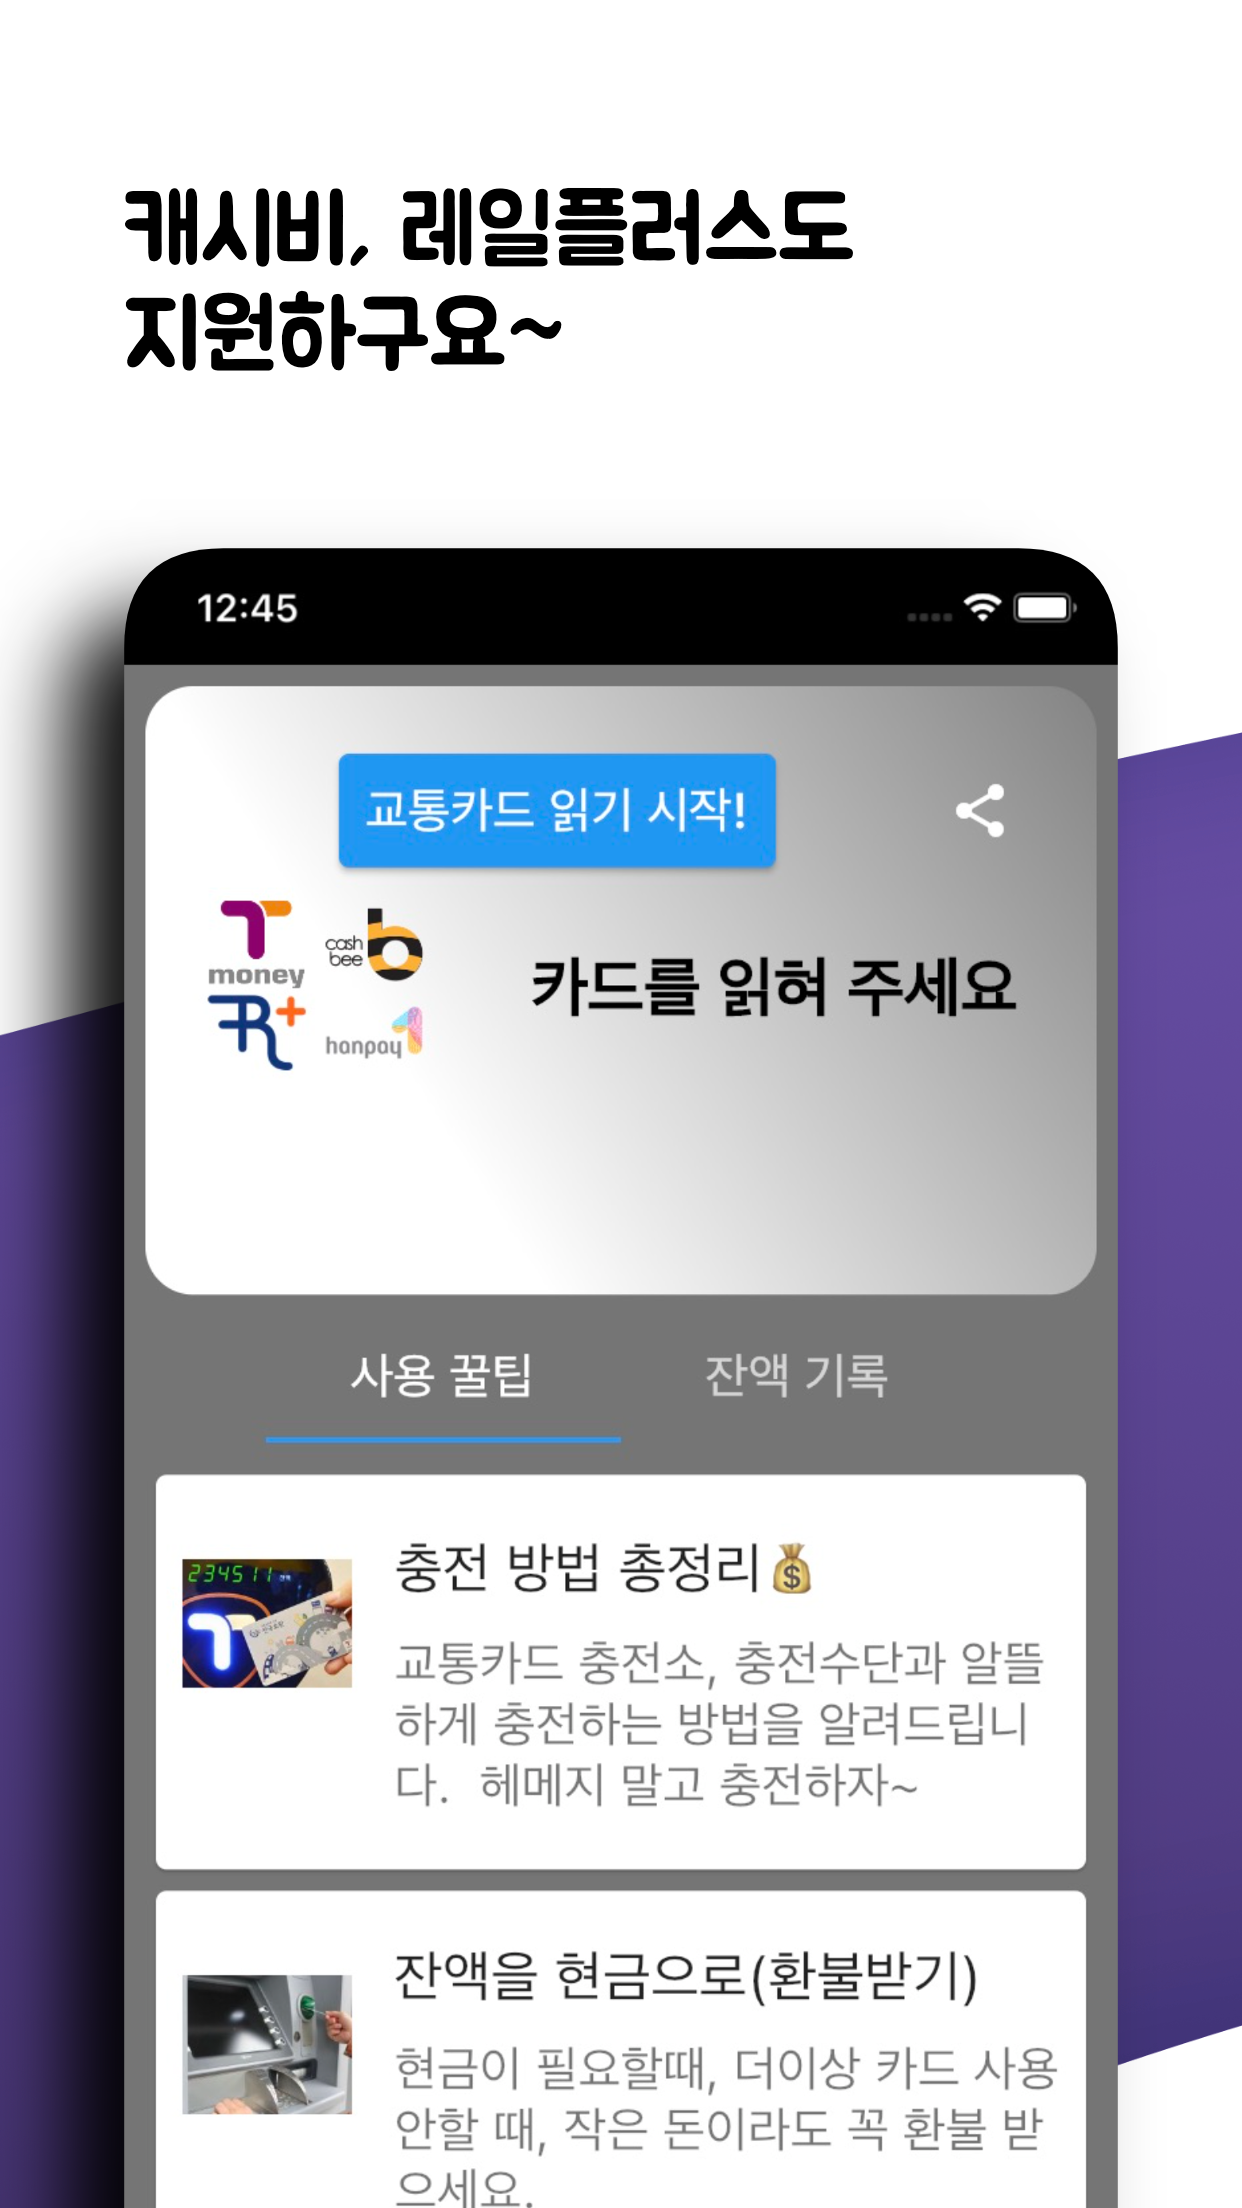 캐시비, 레일플러스도
지원하구요~
12:45
교통카드 읽기 시작!
T
money
cash
bee
b
R+
hanpay
1
카드를 읽혀 주세요
사용 꿀팁
잔액 기록
234511
충전 방법 총정리💰
교통카드 충전소, 충전수단과 알뜰
하게 충전하는 방법을 알려드립니
다. 헤메지 말고 충전하자~
잔액을 현금으로(환불받기)
현금이 필요할때, 더이상 카드 사용
안할 때, 작은 돈이라도 꼭 환불 받
으세요.